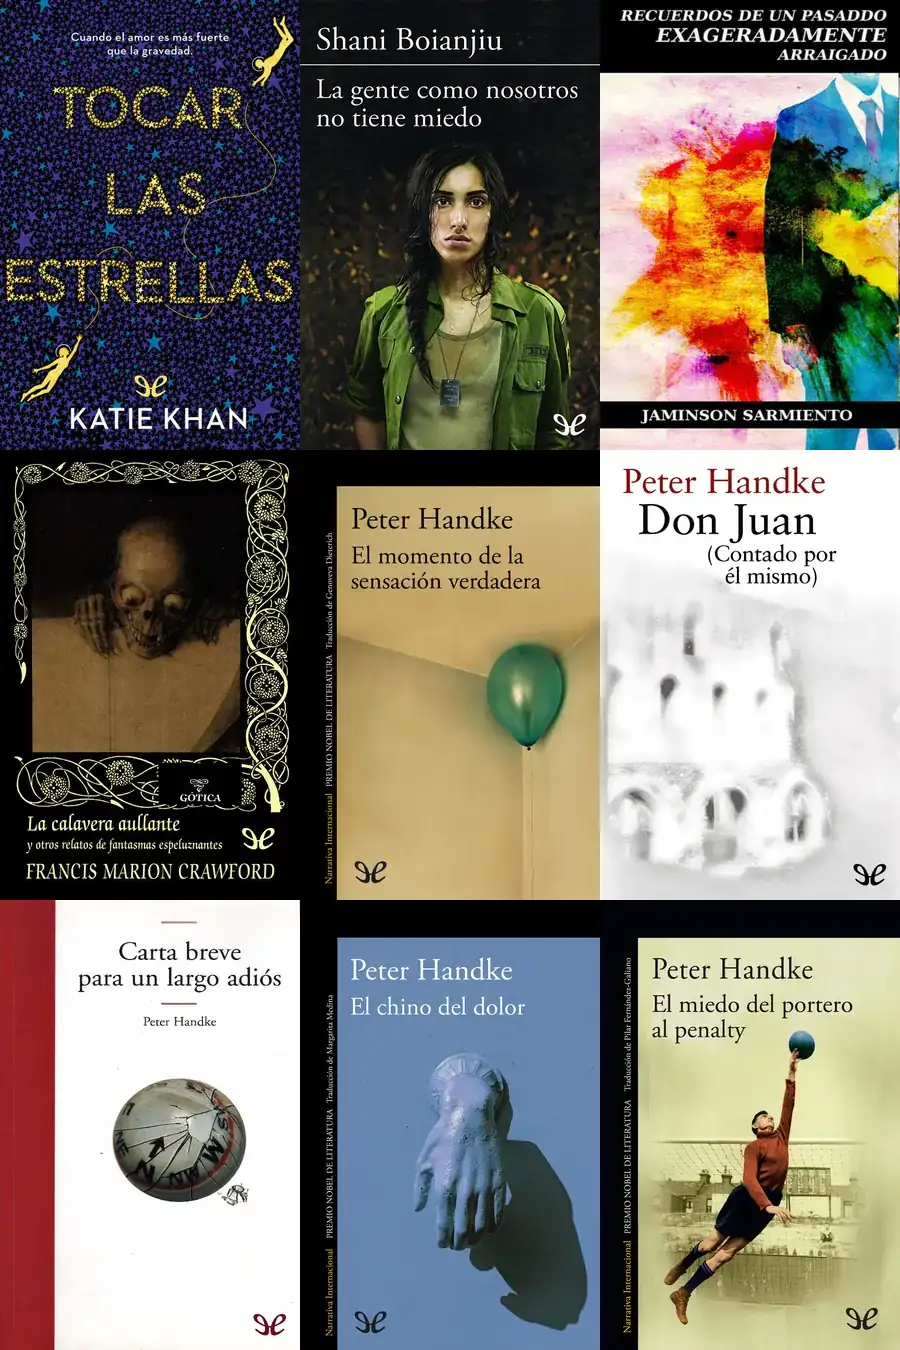 Cuando el amor es más fuerte
que la gravedad.
TOCAR
LAS
ESTRELLAS
KATIE KHAN
Shani Boianjiu
La gente como nosotros
no tiene miedo
RECUERDOS DE UN PASADDO
EXAGERADAMENTE
ARRAIGADO
JAMINSON SARMIENTO
GÓTICA
La calavera aullante
y otros relatos de fantasmas espeluznantes
FRANCIS MARION CRAWFORD
Peter Handke
El momento de la
sensación verdadera
Narrativa Internacional PREMIO NOBEL DE LITERATURA Traducción de Genoveva Dieterich
Peter Handke
Don Juan
(Contado por
él mismo)
Carta breve
para un largo adiós
Peter Handke
Peter Handke
El chino del dolor
Narrativa Internacional PREMIO NOBEL DE LITERATURA Traducción de Margarita Medina
Peter Handke
El miedo del portero
al penalty
Narrativa Internacional PREMIO NOBEL DE LITERATURA Traducción de Pilar Fernández-Galiano